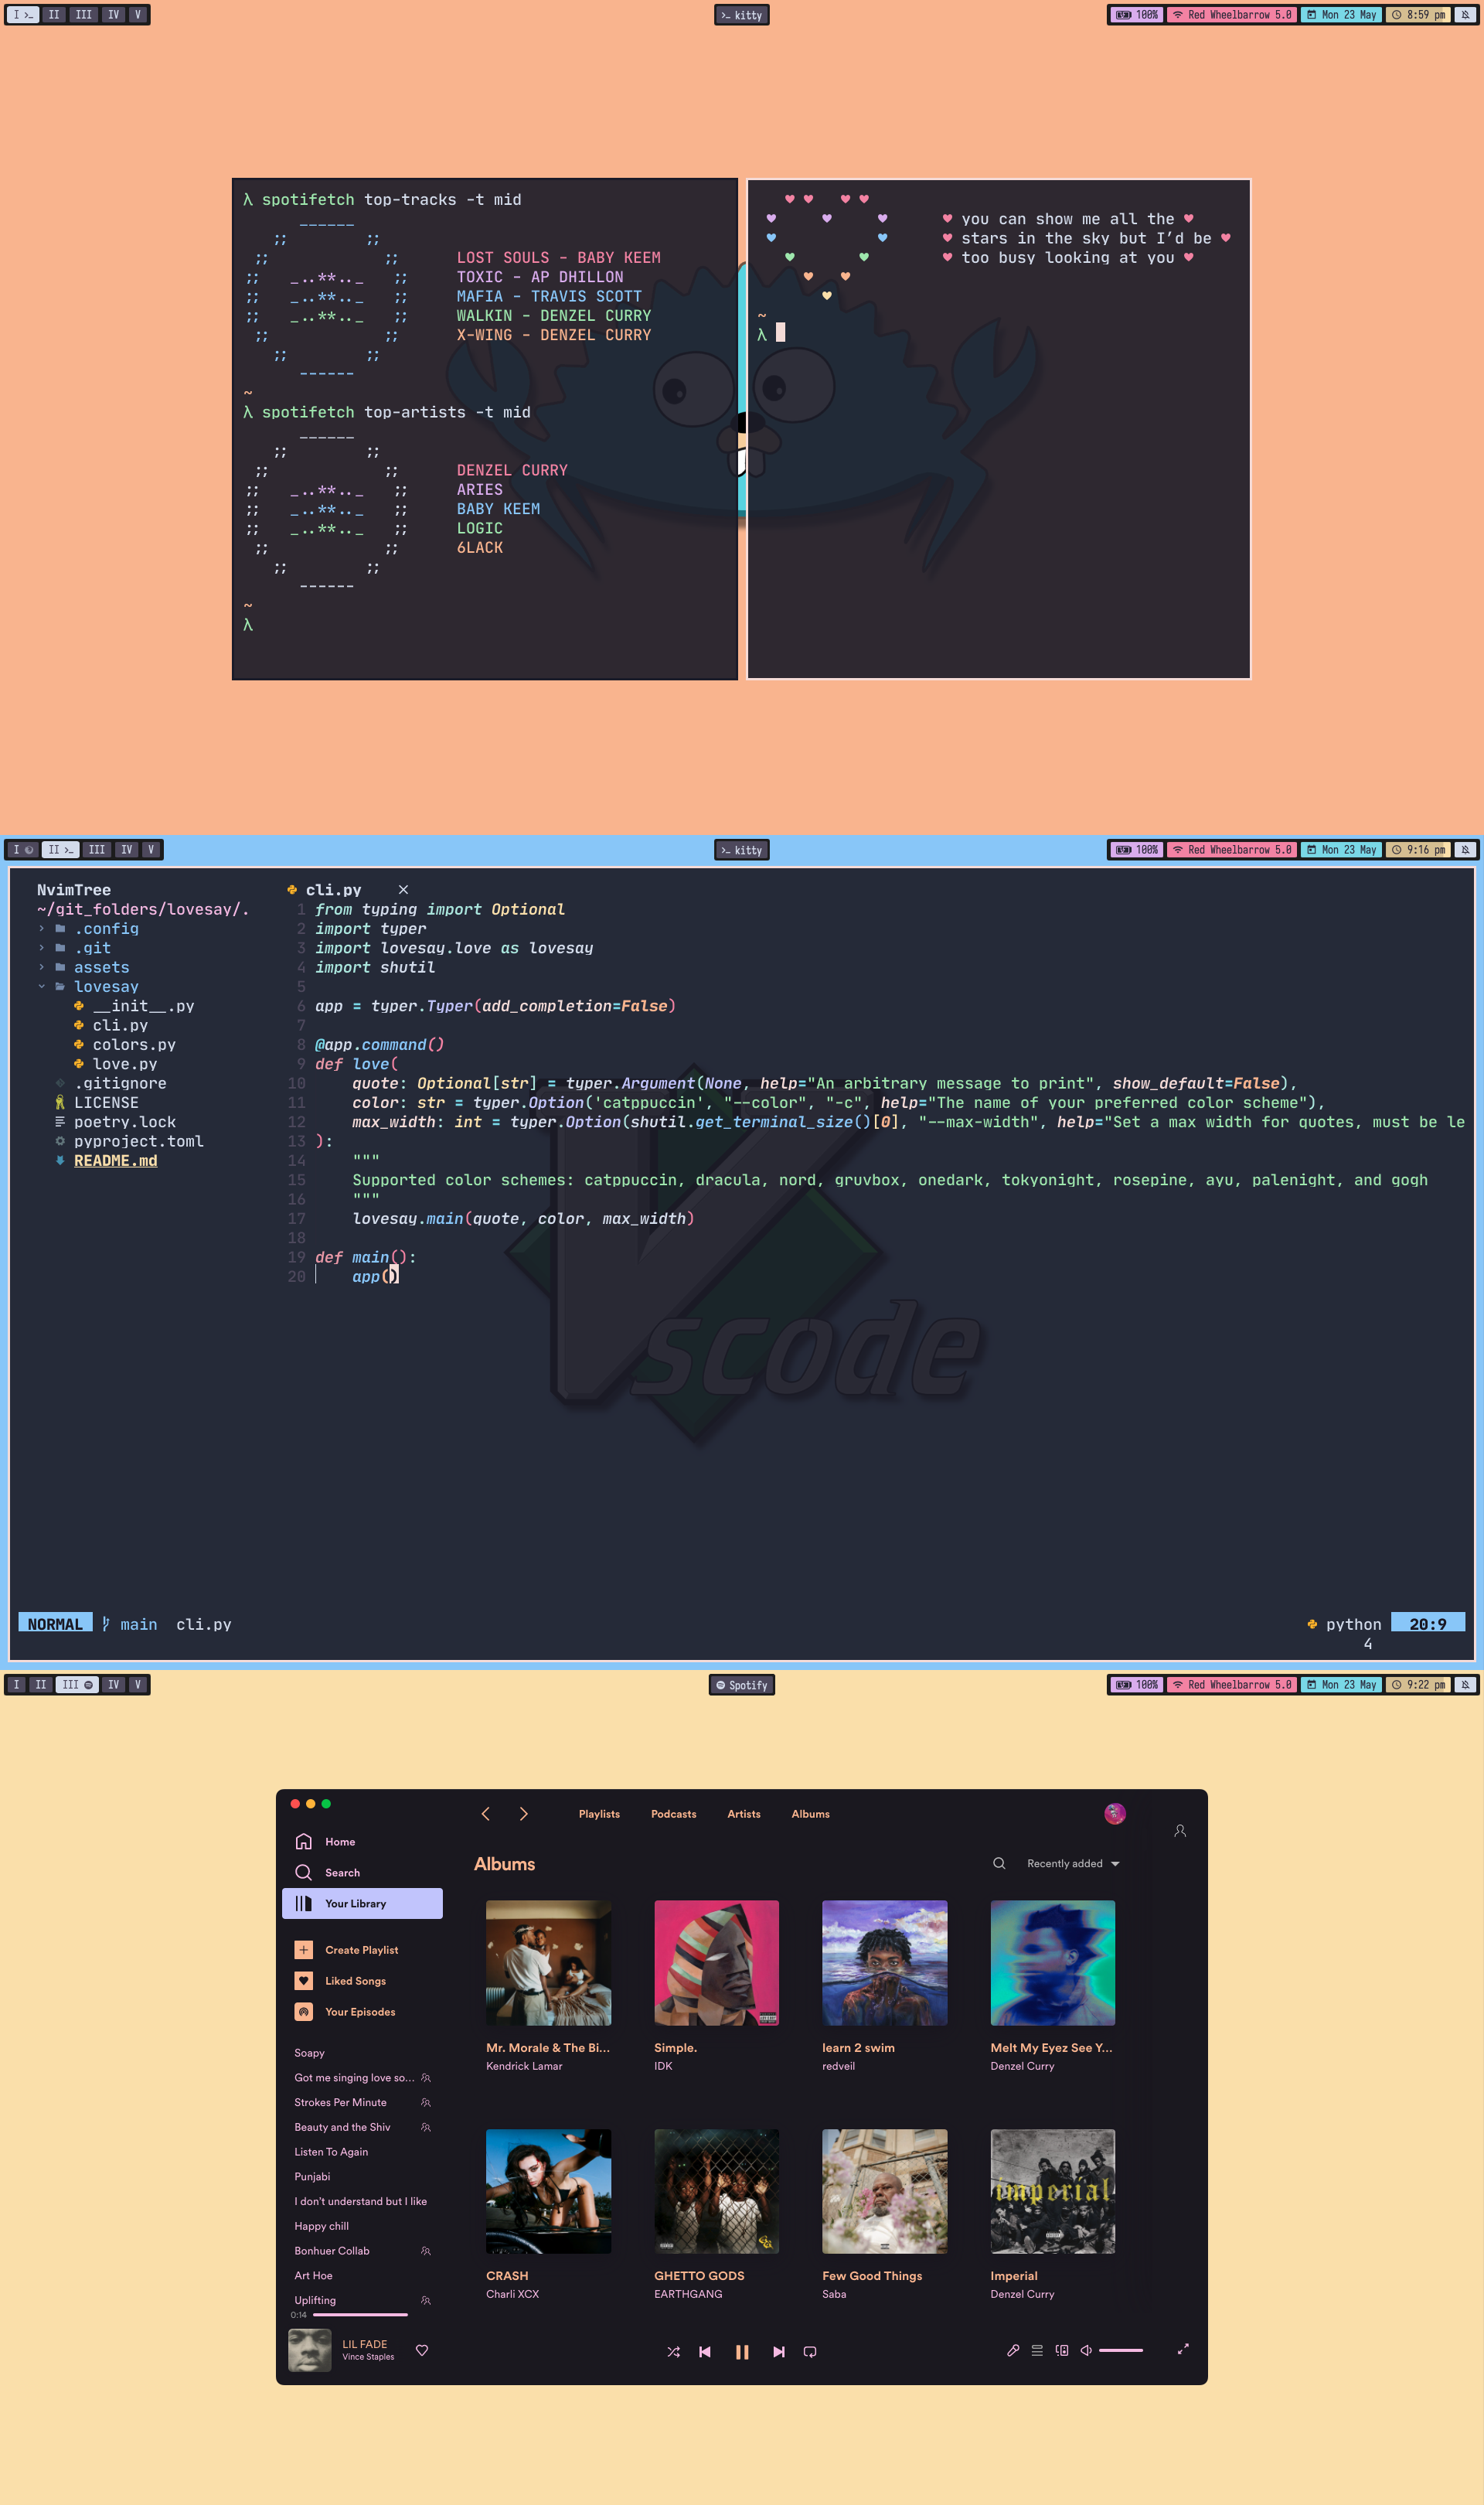 I >_ II III IV V
>_ kitty
100% Red Wheelbarrow 5.0 Mon 23 May 8:59 pm
λ spotifetch top-tracks -t mid
______
;; ;;
;; ;; LOST SOULS - BABY KEEM
;; _..**.._ ;; TOXIC - AP DHILLON
;; _..**.._ ;; MAFIA - TRAVIS SCOTT
;; _..**.._ ;; WALKIN - DENZEL CURRY
;; ;; X-WING - DENZEL CURRY
;; ;;
------
~
λ spotifetch top-artists -t mid
______
;; ;;
;; ;; DENZEL CURRY
;; _..**.._ ;; ARIES
;; _..**.._ ;; BABY KEEM
;; _..**.._ ;; LOGIC
;; ;; 6LACK
;; ;;
------
~
λ
♥ ♥ ♥ ♥
♥ ♥ ♥ ♥ you can show me all the ♥
♥ ♥ ♥ stars in the sky but I’d be ♥
♥ ♥ ♥ too busy looking at you ♥
♥ ♥
♥
~
λ
I II >_ III IV V
>_ kitty
100% Red Wheelbarrow 5.0 Mon 23 May 9:16 pm
NvimTree
~/git_folders/lovesay/.
> .config
> .git
> assets
lovesay
__init__.py
cli.py
colors.py
love.py
.gitignore
LICENSE
poetry.lock
pyproject.toml
README.md
cli.py ×
1 from typing import Optional
2 import typer
3 import lovesay.love as lovesay
4 import shutil
5
6 app = typer.Typer(add_completion=False)
7
8 @app.command()
9 def love(
10 quote: Optional[str] = typer.Argument(None, help="An arbitrary message to print", show_default=False),
11 color: str = typer.Option('catppuccin', "--color", "-c", help="The name of your preferred color scheme"),
12 max_width: int = typer.Option(shutil.get_terminal_size()[0], "--max-width", help="Set a max width for quotes, must be le
13 ):
14 """
15 Supported color schemes: catppuccin, dracula, nord, gruvbox, onedark, tokyonight, rosepine, ayu, palenight, and gogh
16 """
17 lovesay.main(quote, color, max_width)
18
19 def main():
20 app()
Vscode
NORMAL main cli.py
python 20:9
4
I II III IV V
Spotify
100% Red Wheelbarrow 5.0 Mon 23 May 9:22 pm
Home
Search
Your Library
Create Playlist
Liked Songs
Your Episodes
Soapy
Got me singing love so...
Strokes Per Minute
Beauty and the Shiv
Listen To Again
Punjabi
I don't understand but I like
Happy chill
Bonhuer Collab
Art Hoe
Uplifting
0:14
LIL FADE
Vince Staples
Playlists Podcasts Artists Albums
Albums
Recently added
Mr. Morale & The Bi...
Kendrick Lamar
Simple.
IDK
learn 2 swim
redveil
Melt My Eyez See Y...
Denzel Curry
imperial
CRASH
Charli XCX
GHETTO GODS
EARTHGANG
Few Good Things
Saba
Imperial
Denzel Curry